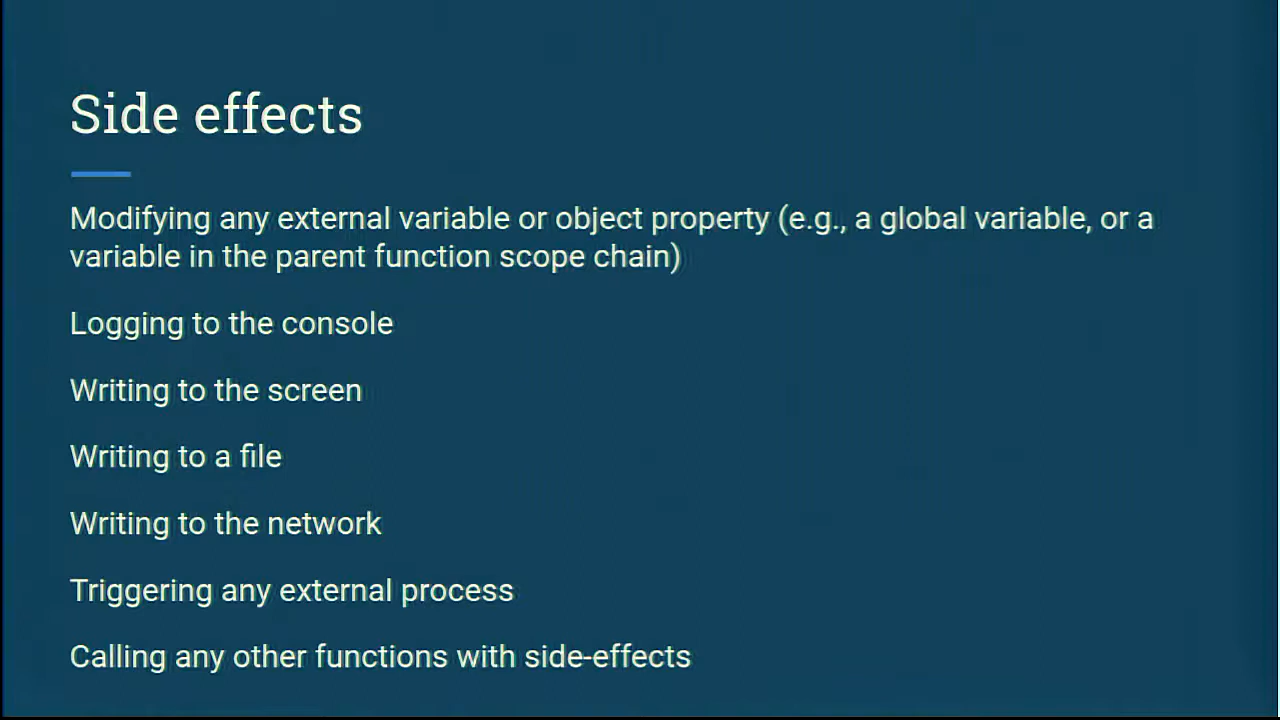 Side effects
Modifying any external variable or object property (e.g., a global variable, or a
variable in the parent function scope chain)
Logging to the console
Writing to the screen
Writing to a file
Writing to the network
Triggering any external process
Calling any other functions with side-effects